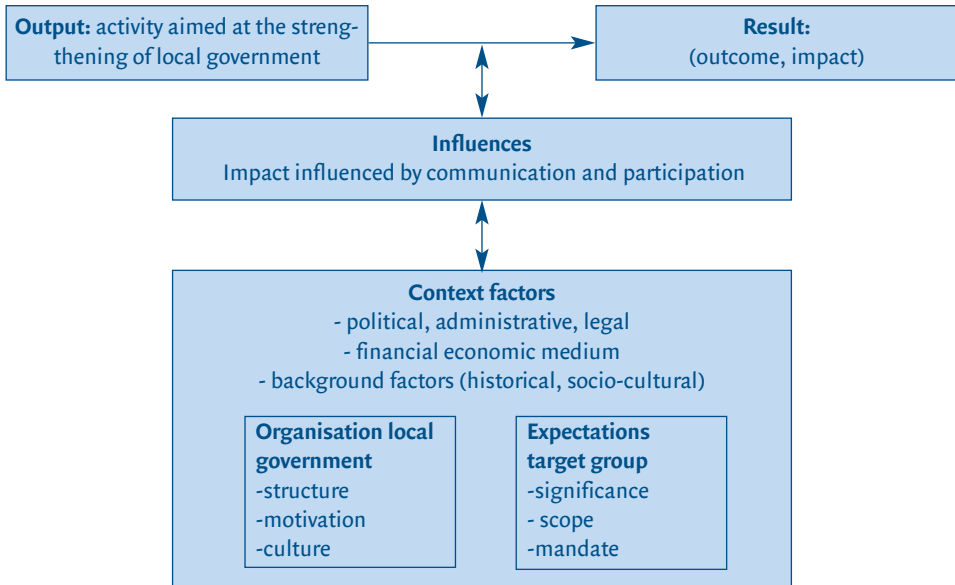 Output: activity aimed at the streng-
thening of local government
Result:
(outcome, impact)
Influences
Impact influenced by communication and participation
Context factors
- political, administrative, legal
- financial economic medium
- background factors (historical, socio-cultural)
Organisation local
government
-structure
-motivation
-culture
Expectations
target group
-significance
- scope
-mandate